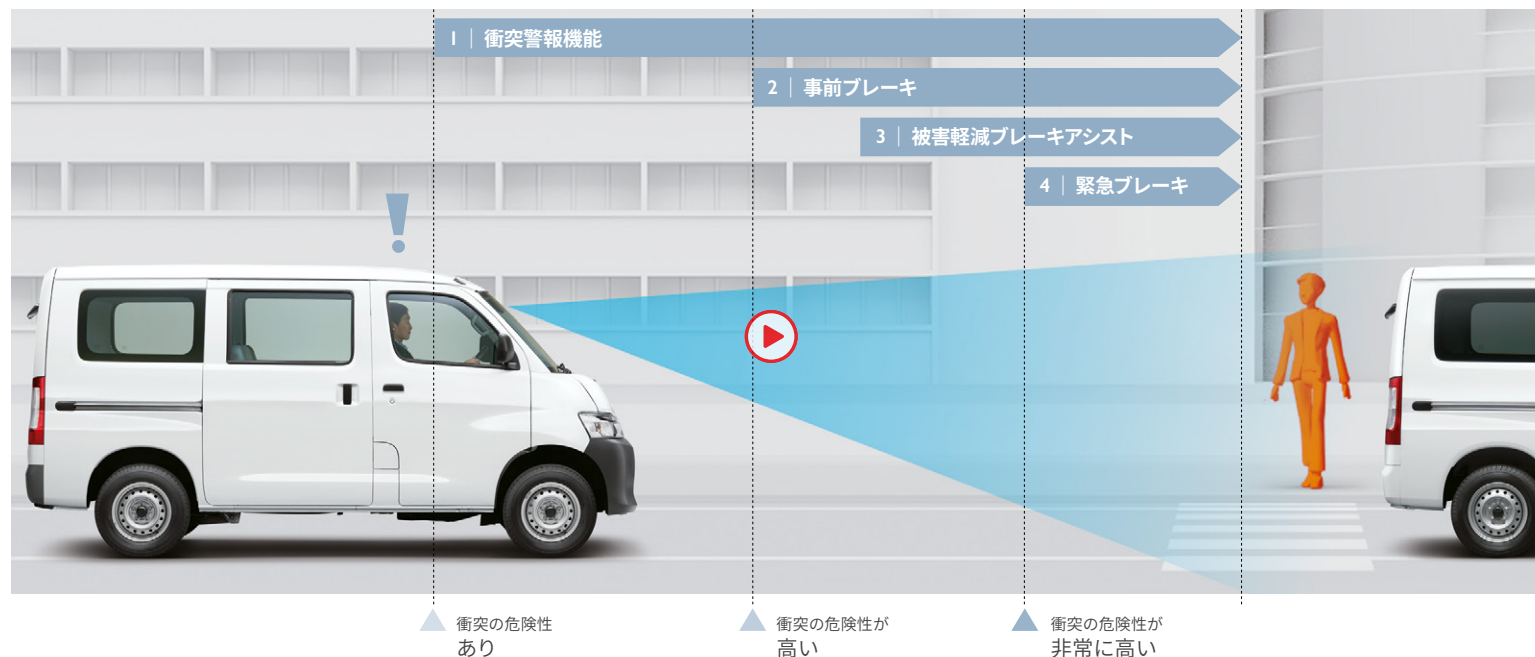 1｜衝突警報機能
2｜事前ブレーキ
3｜被害軽減ブレーキアシスト
4｜緊急ブレーキ
!
衝突の危険性
あり
衝突の危険性が
高い
衝突の危険性が
非常に高い